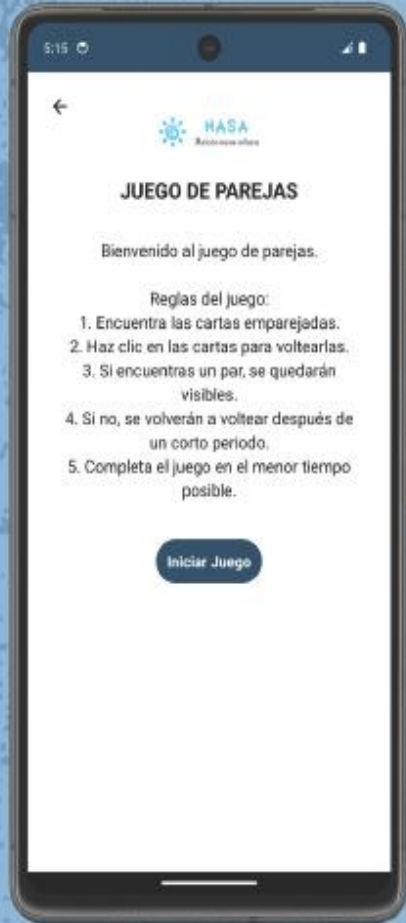 5:15
NASA
JUEGO DE PAREJAS
Bienvenido al juego de parejas.
Reglas del juego:
1. Encuentra las cartas emparejadas.
2. Haz clic en las cartas para voltearlas.
3. Si encuentras un par, se quedarán
visibles.
4. Si no, se volverán a voltear después de
un corto periodo.
5. Completa el juego en el menor tiempo
posible.
Iniciar Juego